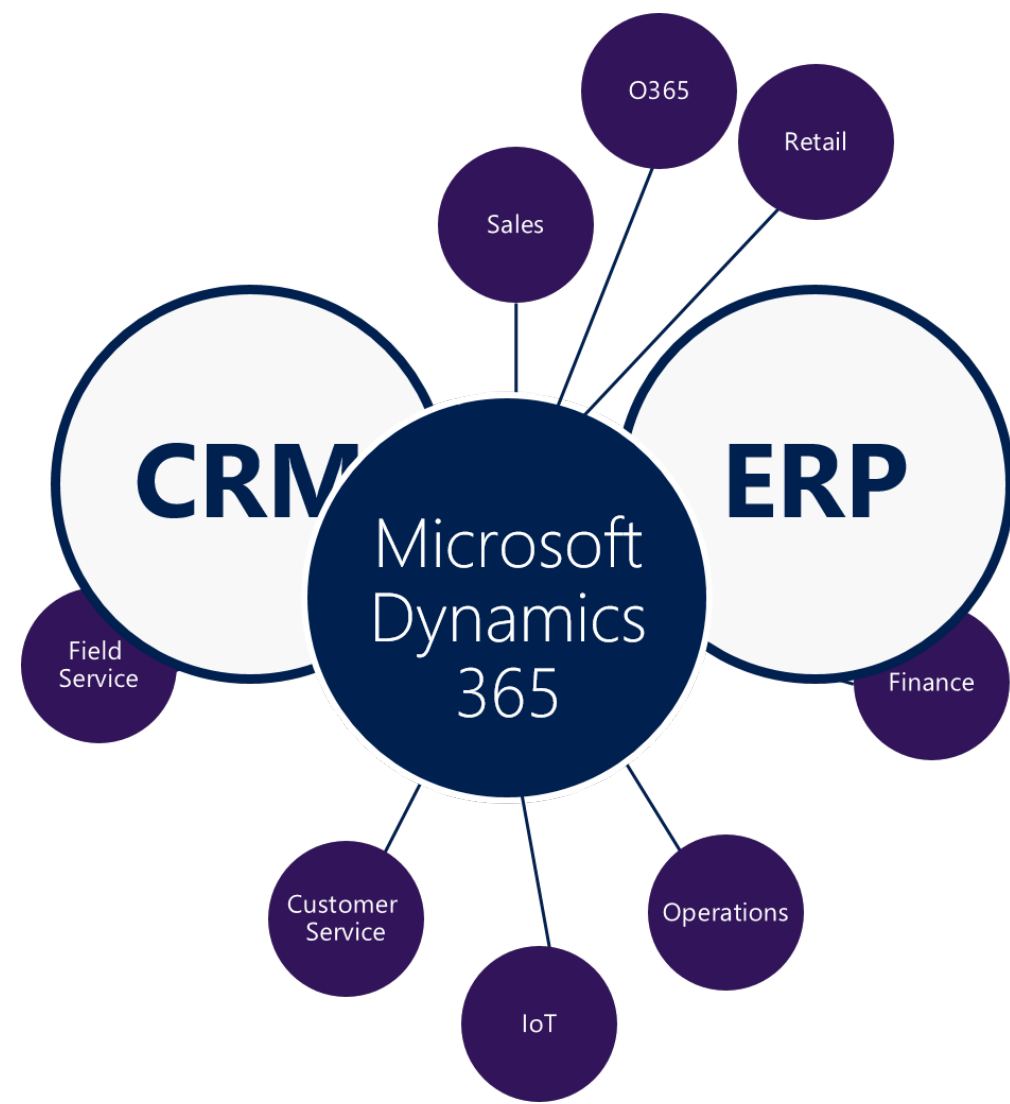 O365
Retail
Sales
CRM
ERP
Microsoft
Dynamics
365
Field
Service
Finance
Customer
Service
Operations
IoT